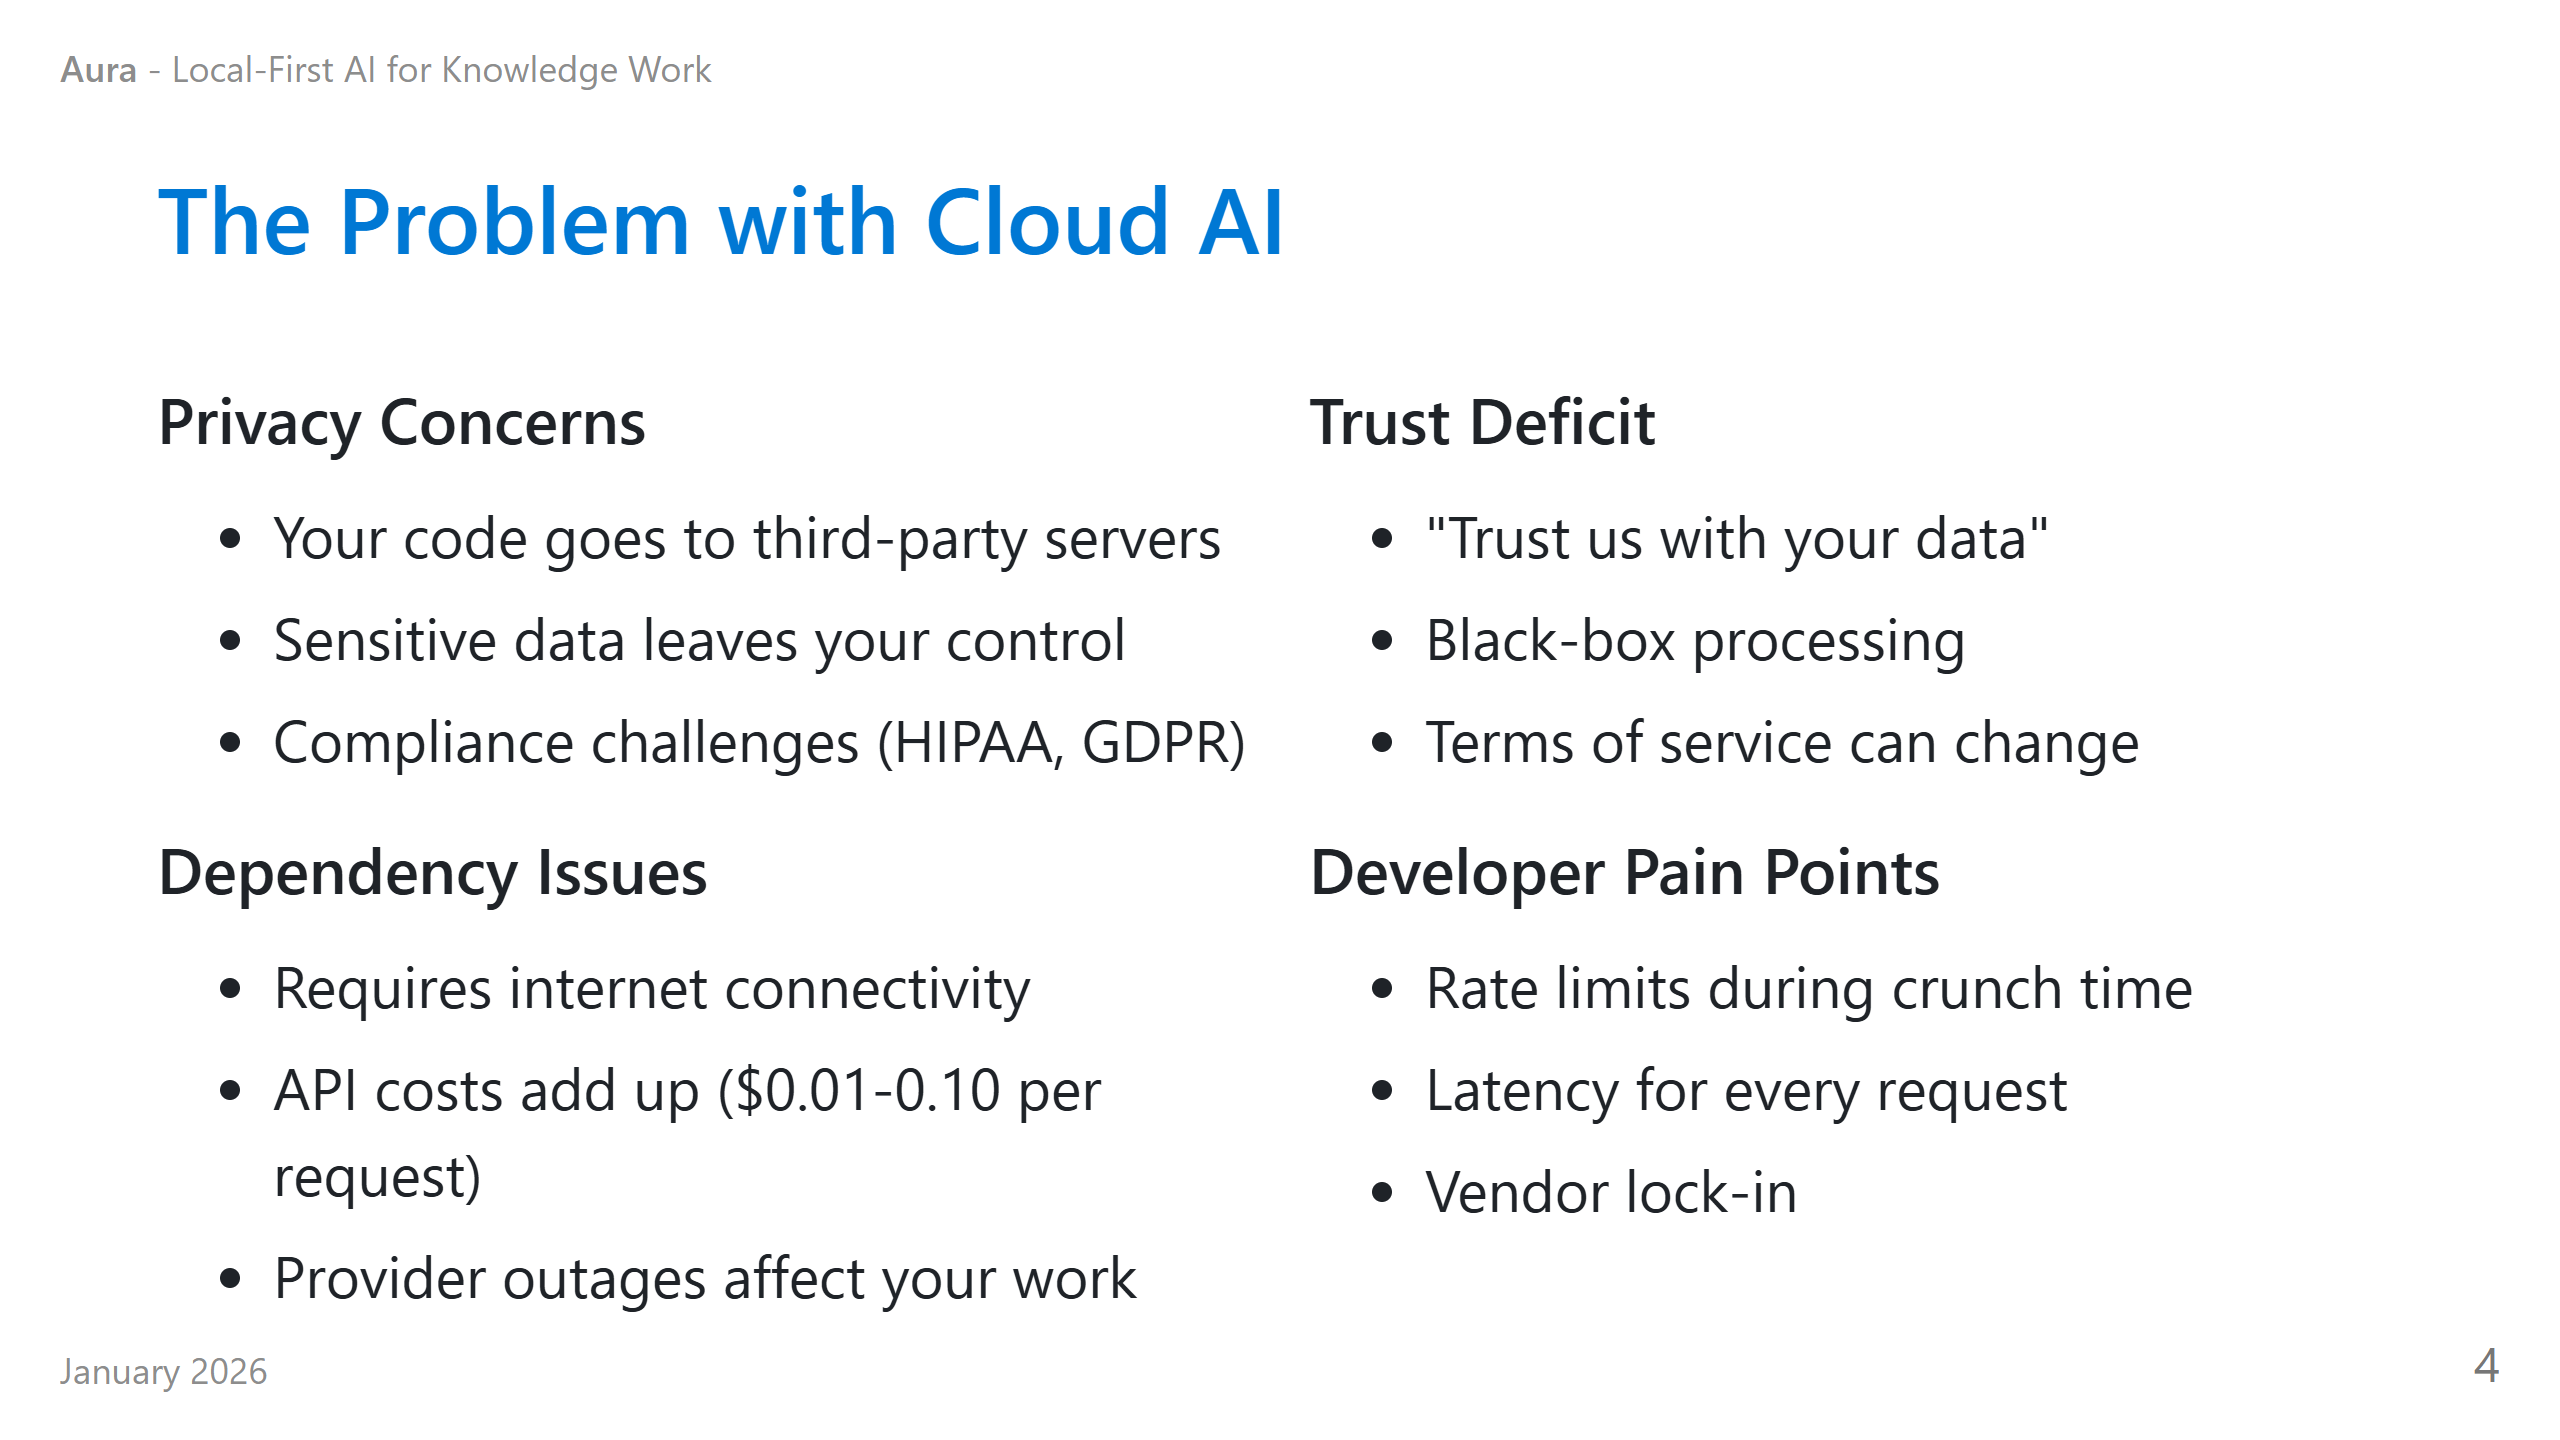 Aura - Local-First AI for Knowledge Work
The Problem with Cloud AI
Privacy Concerns
• Your code goes to third-party servers
• Sensitive data leaves your control
• Compliance challenges (HIPAA, GDPR)
Dependency Issues
• Requires internet connectivity
• API costs add up ($0.01-0.10 per
request)
• Provider outages affect your work
Trust Deficit
• "Trust us with your data"
• Black-box processing
• Terms of service can change
Developer Pain Points
• Rate limits during crunch time
• Latency for every request
• Vendor lock-in
January 2026
4